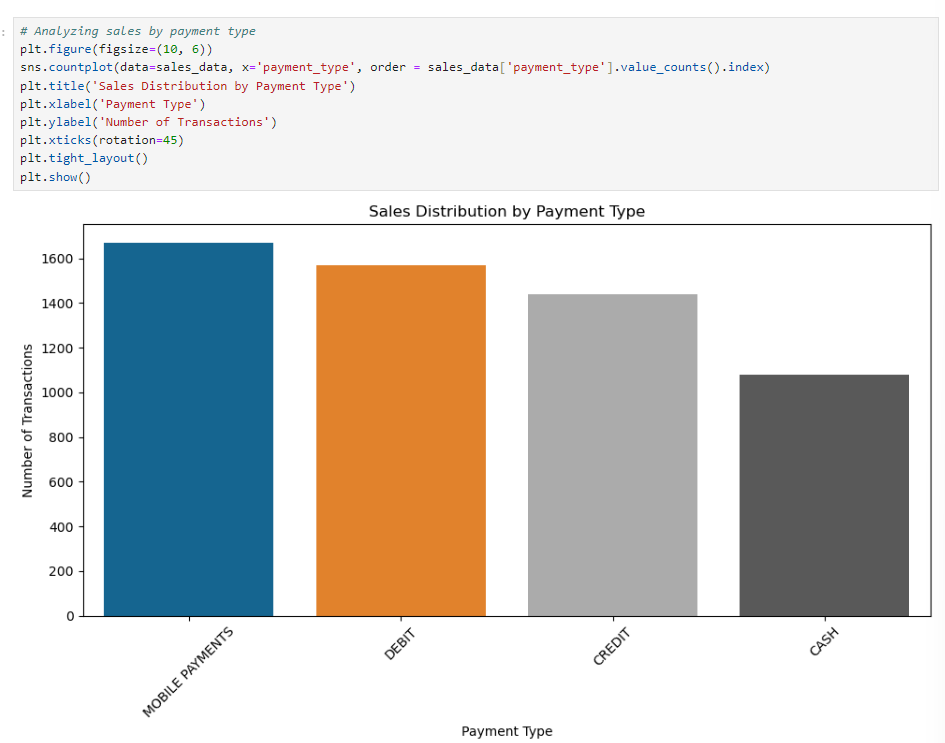 :
# Analyzing sales by payment type
plt.figure(figsize=(10, 6))
sns.countplot(data=sales_data, x='payment_type', order = sales_data['payment_type'].value_counts().index)
plt.title('Sales Distribution by Payment Type')
plt.xlabel('Payment Type')
plt.ylabel('Number of Transactions')
plt.xticks(rotation=45)
plt.tight_layout()
plt.show()
Sales Distribution by Payment Type
Number of Transactions
1600
1400
1200
1000
800
600
400
200
0
MOBILE PAYMENTS
DEBIT
CREDIT
CASH
Payment Type